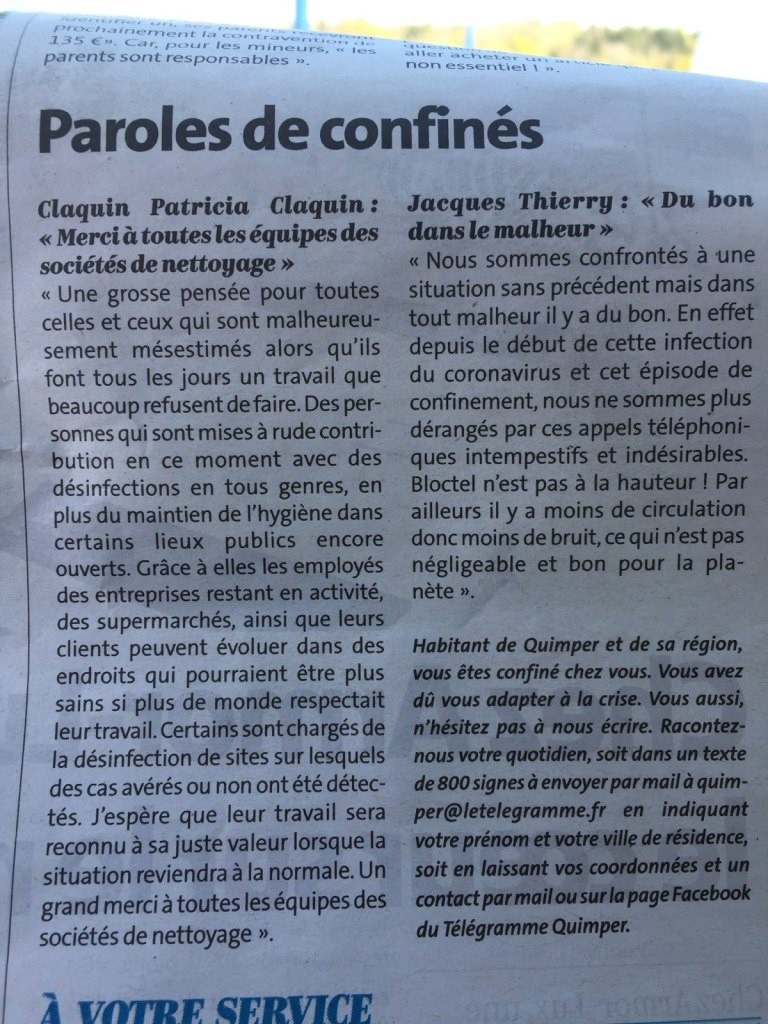 prochainement la contravention de
135 €». Car, pour les mineurs, « les
parents sont responsables ».
aller acheter un
non essentiel ! ».
Paroles de confinés
Claquin Patricia Claquin :
« Merci à toutes les équipes des
sociétés de nettoyage »
« Une grosse pensée pour toutes
celles et ceux qui sont malheureu-
sement mésestimés alors qu'ils
font tous les jours un travail que
beaucoup refusent de faire. Des per-
sonnes qui sont mises à rude contri-
bution en ce moment avec des
désinfections en tous genres, en
plus du maintien de l'hygiène dans
certains lieux publics encore
ouverts. Grâce à elles les employés
des entreprises restant en activité,
des supermarchés, ainsi que leurs
clients peuvent évoluer dans des
endroits qui pourraient être plus
sains si plus de monde respectait
leur travail. Certains sont chargés de
la désinfection de sites sur lesquels
des cas avérés ou non ont été détec-
tés. J'espère que leur travail sera
reconnu à sa juste valeur lorsque la
situation reviendra à la normale. Un
grand merci à toutes les équipes des
sociétés de nettoyage ».
Jacques Thierry : « Du bon
dans le malheur »
« Nous sommes confrontés à une
situation sans précédent mais dans
tout malheur il y a du bon. En effet
depuis le début de cette infection
du coronavirus et cet épisode de
confinement, nous ne sommes plus
dérangés par ces appels téléphoni-
ques intempestifs et indésirables.
Bloctel n'est pas à la hauteur ! Par
ailleurs il y a moins de circulation
donc moins de bruit, ce qui n'est pas
négligeable et bon pour la pla-
nète ».
Habitant de Quimper et de sa région,
vous êtes confiné chez vous. Vous avez
dû vous adapter à la crise. Vous aussi,
n'hésitez pas à nous écrire. Racontez-
nous votre quotidien, soit dans un texte
de 800 signes à envoyer par mail à quim-
per@letelegramme.fr en indiquant
votre prénom et votre ville de résidence,
soit en laissant vos coordonnées et un
contact par mail ou sur la page Facebook
du Télégramme Quimper.
À VOTRE SERVICE